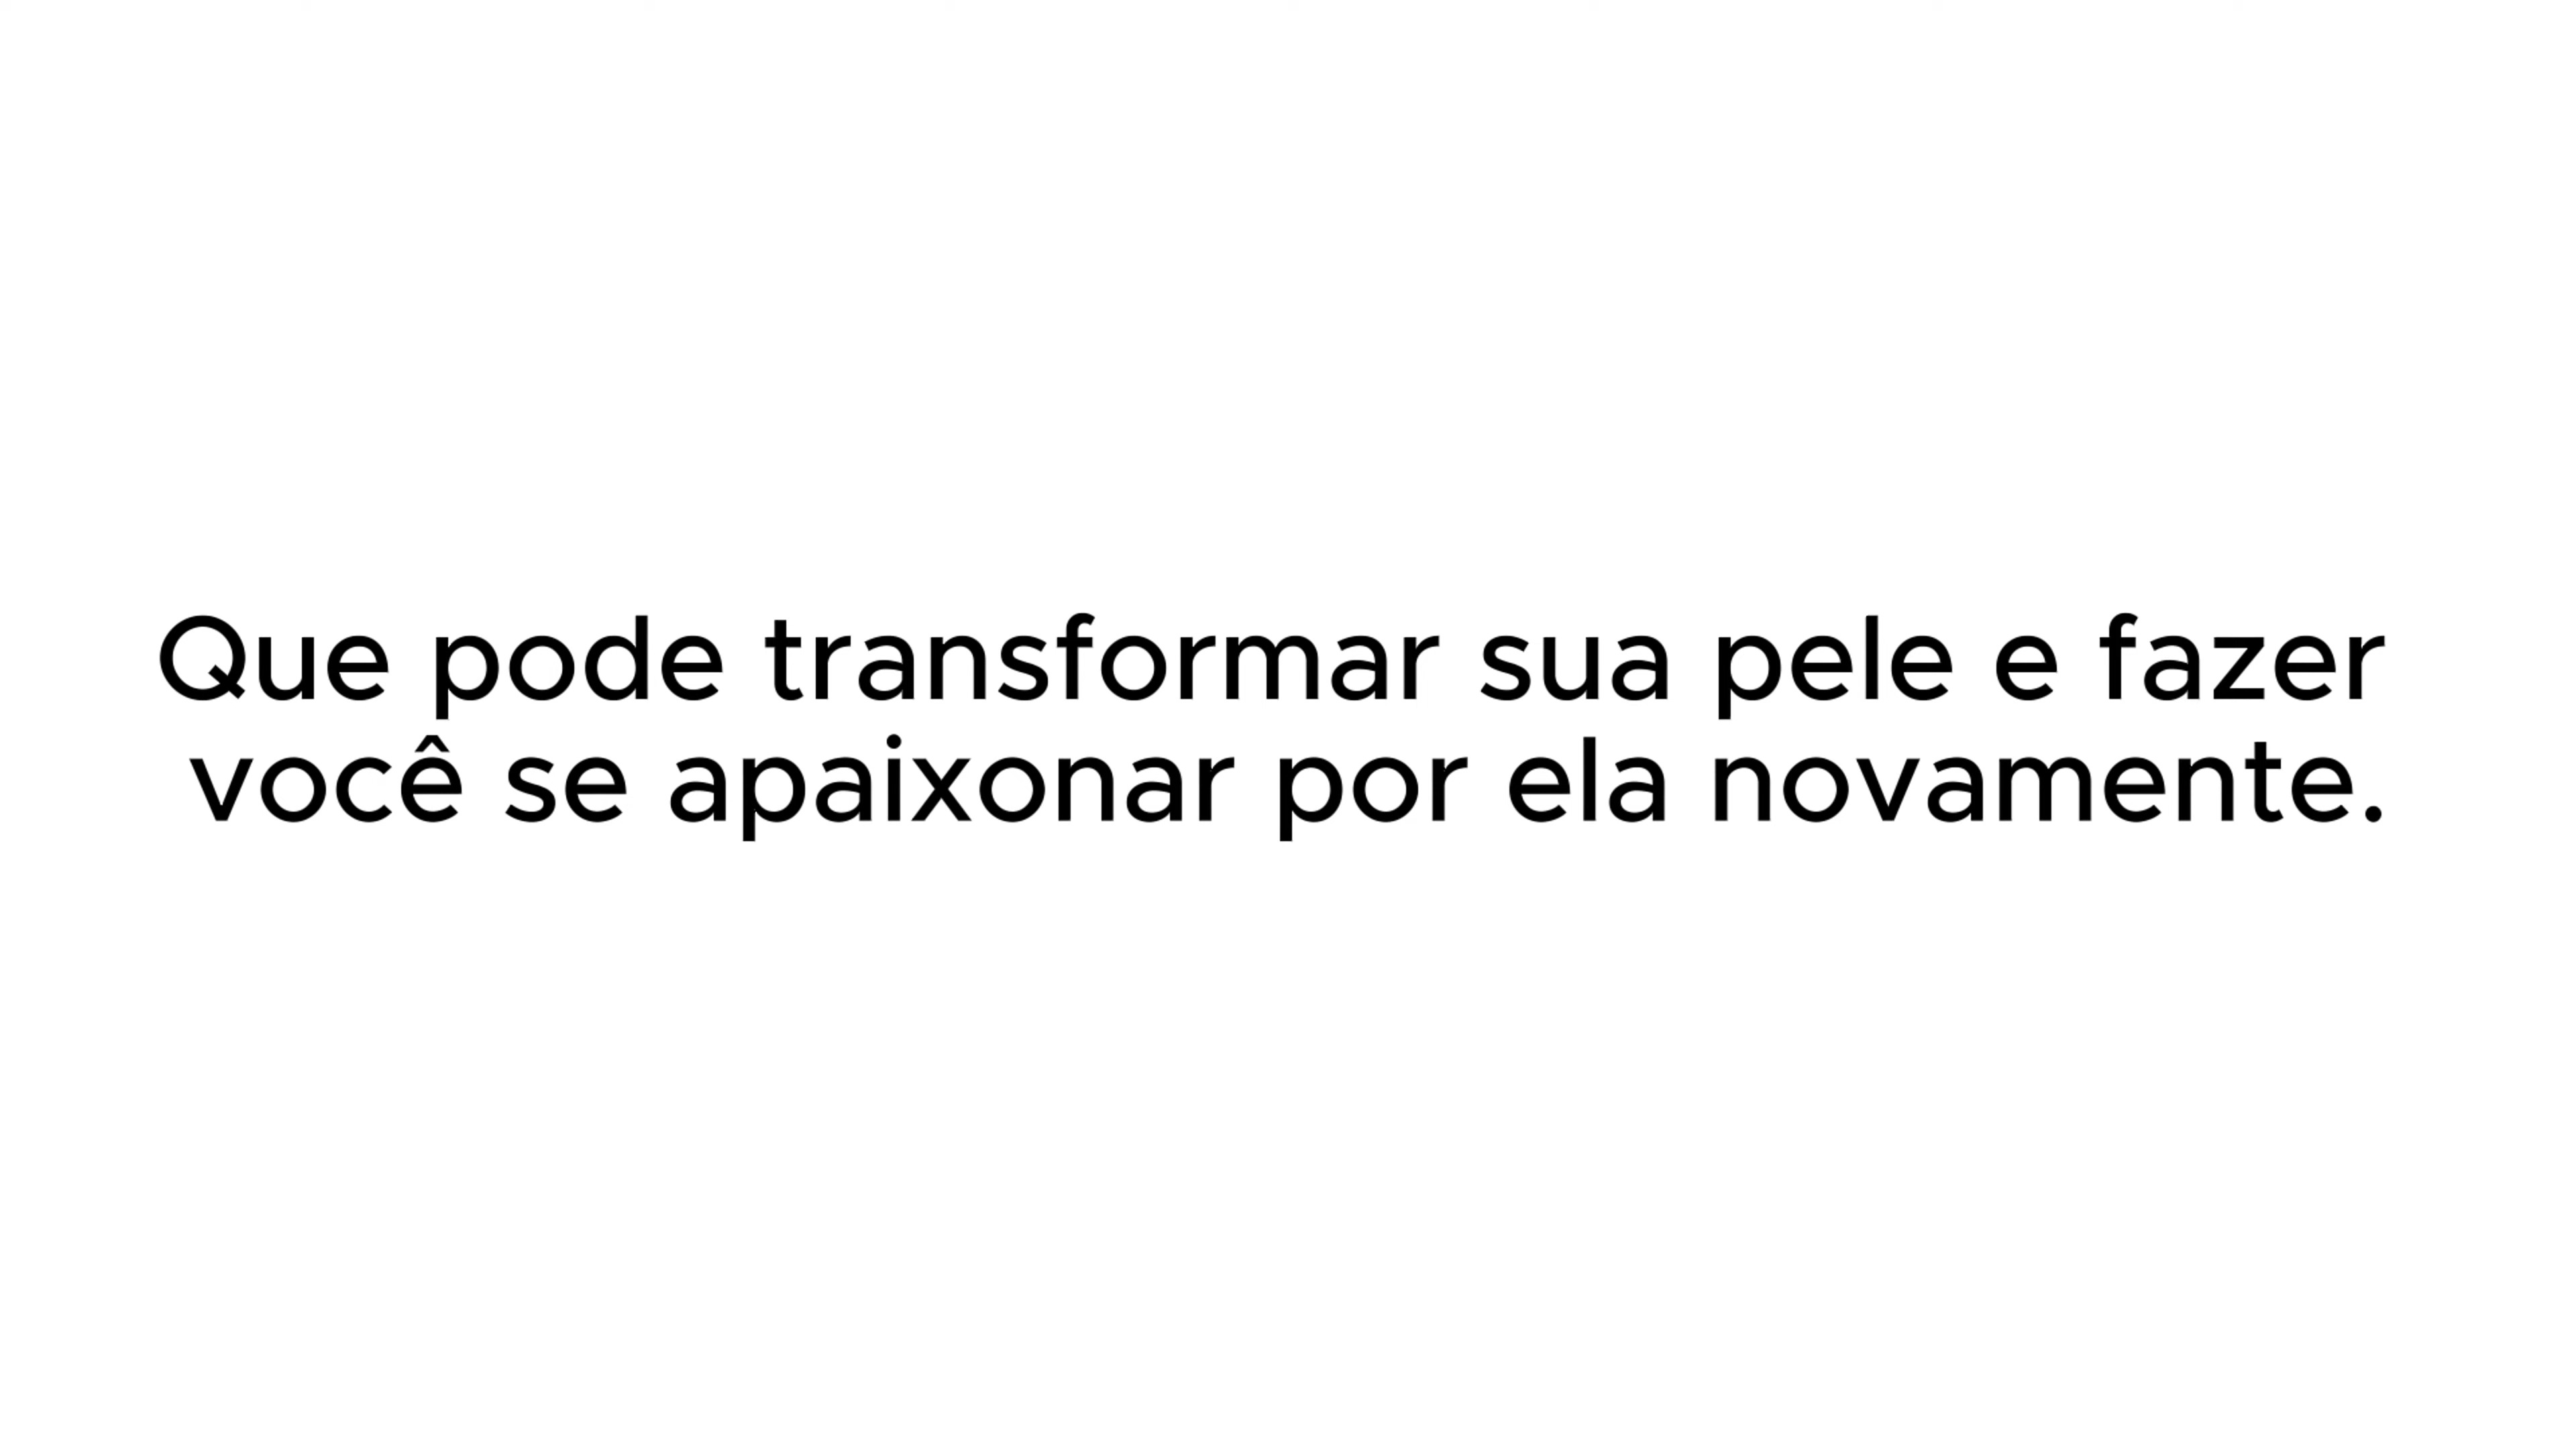 Que pode transformar sua pele e fazer
você se apaixonar por ela novamente.